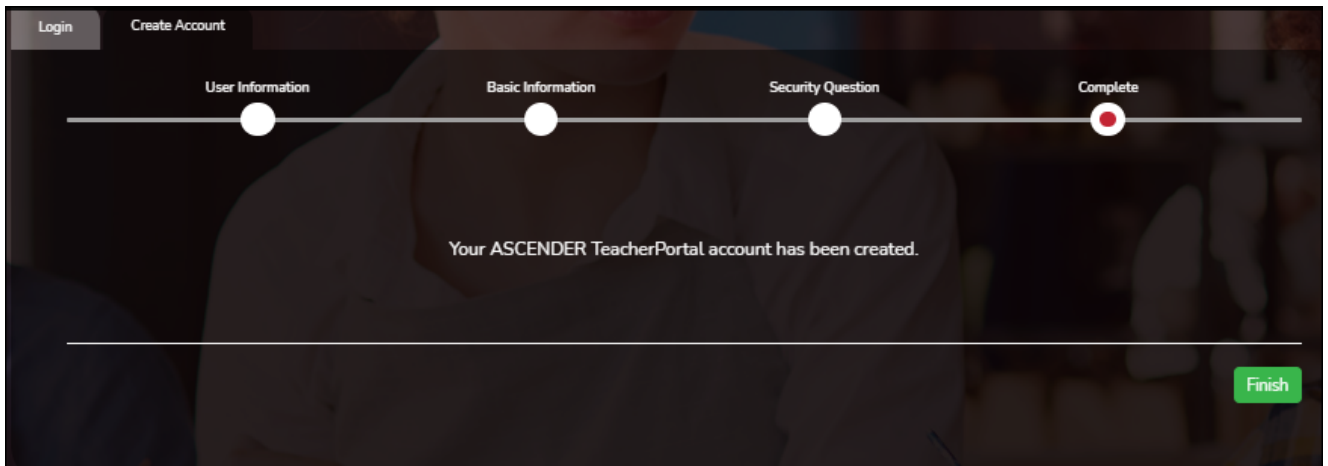 Login Create Account
User Information Basic Information Security Question Complete
Your ASCENDER TeacherPortal account has been created.
Finish